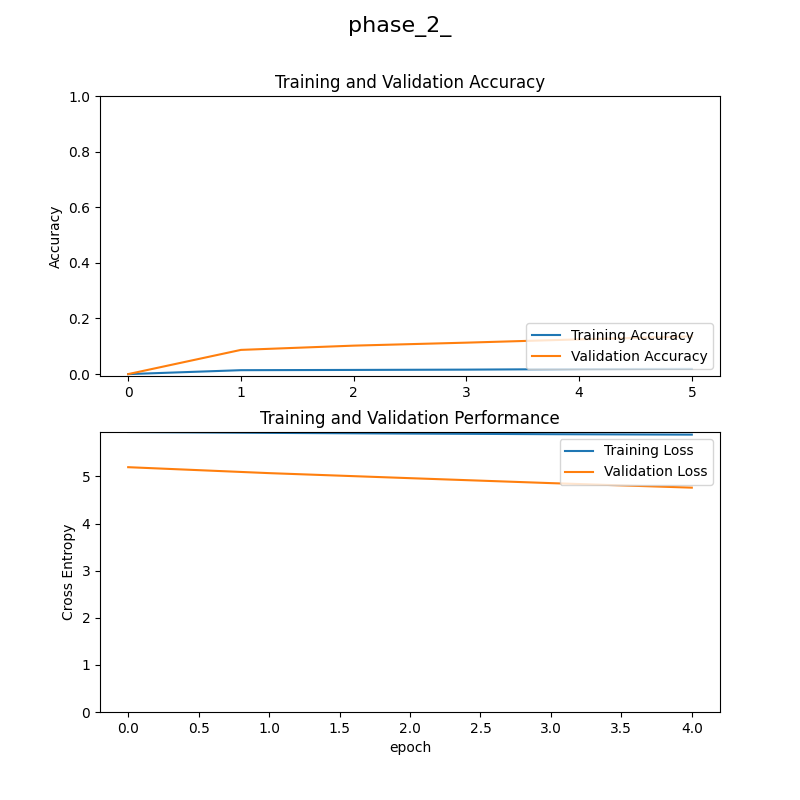 phase_2_
Training and Validation Accuracy
1.0
0.8
0.6
0.4
0.2
0.0
Accuracy
Training Accuracy
Validation Accuracy
0 1 2 3 4 5
Training and Validation Performance
5
4
3
2
1
0
Cross Entropy
Training Loss
Validation Loss
0.0 0.5 1.0 1.5 2.0 2.5 3.0 3.5 4.0
epoch